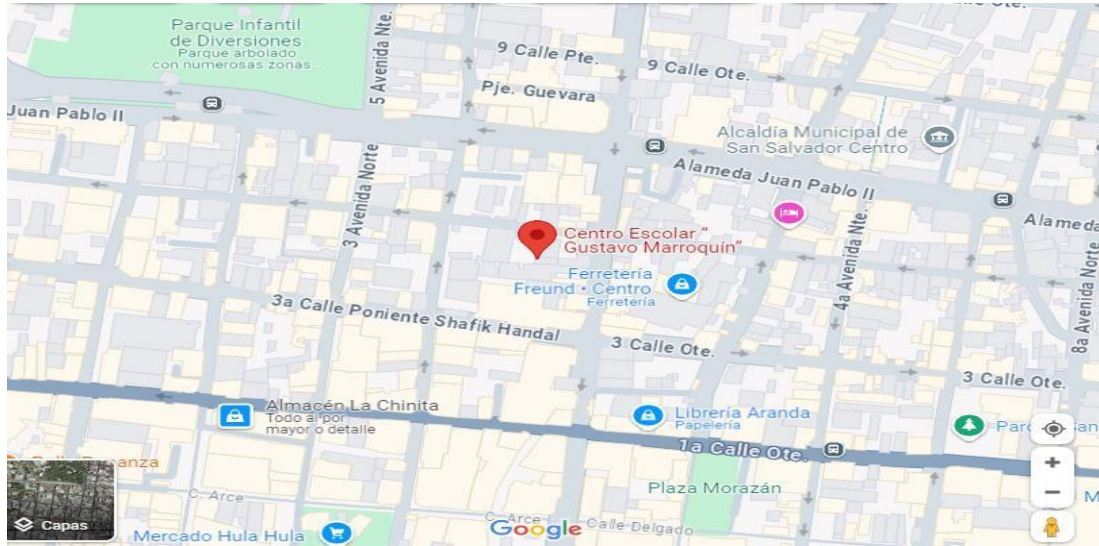 Ote.
Parque Infantil
de Diversiones
Parque arbolado
con numerosas zonas...
5 Avenida Nte.
9 Calle Pte.
9 Calle Ote.
Pje. Guevara
Juan Pablo II
Alcaldía Municipal de
San Salvador Centro
Alameda Juan Pablo II
Alameda
3 Avenida Norte
Centro Escolar "
Gustavo Marroquín"
4a Avenida Nte.
8a Avenida Norte
Ferretería
Freund • Centro
Ferretería
3a Calle Poniente Shafik Handal
3 Calle Ote.
3 Calle Ote.
Almacén La Chinita
Todo al por
mayor o detalle
Librería Aranda
Papelería
1a Calle Ote.
Plaza Morazán
C. Arce
C. Arce
Calle Delgado
Capas
Mercado Hula Hula
Google